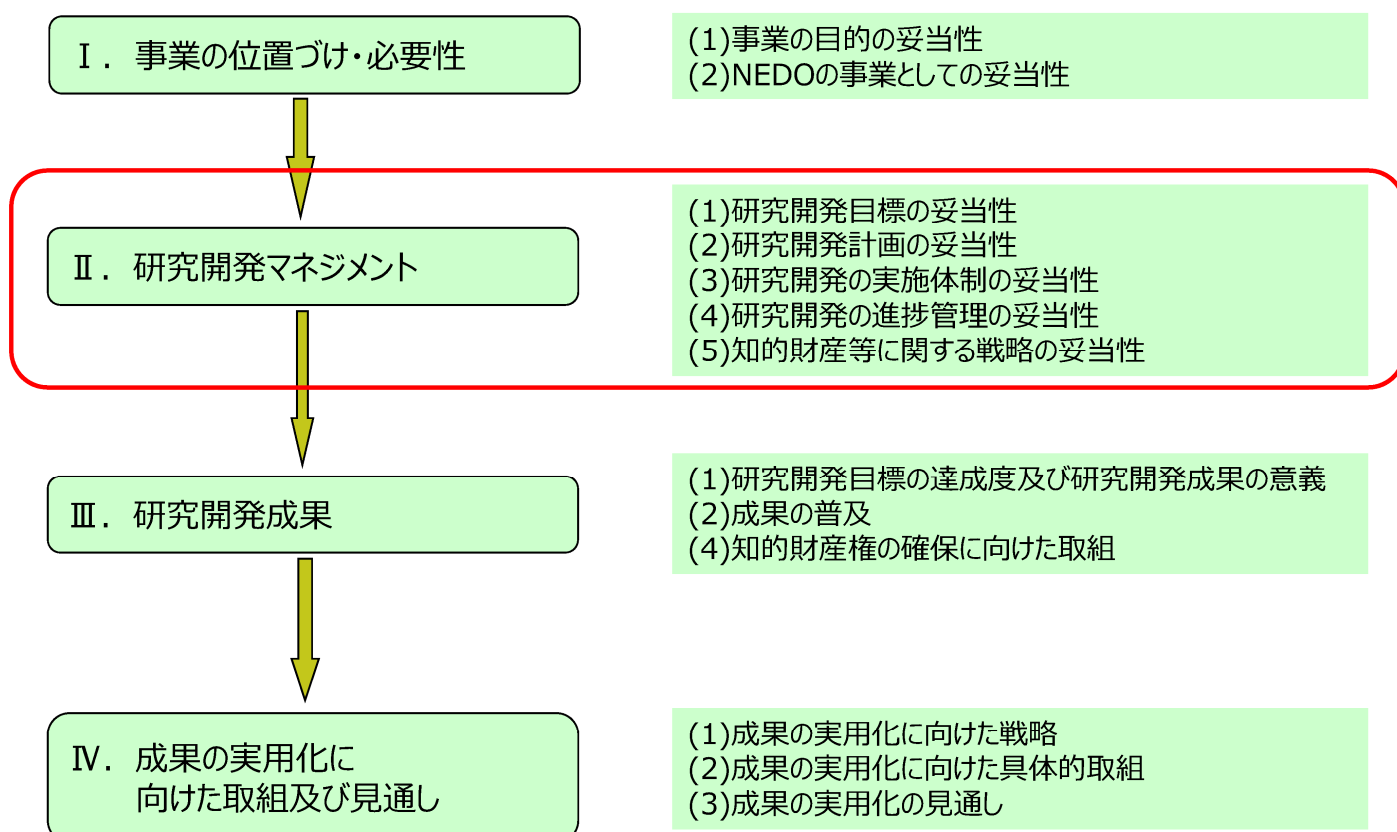 Ⅰ. 事業の位置づけ・必要性
(1)事業の目的の妥当性
(2)NEDOの事業としての妥当性
Ⅱ. 研究開発マネジメント
(1)研究開発目標の妥当性
(2)研究開発計画の妥当性
(3)研究開発の実施体制の妥当性
(4)研究開発の進捗管理の妥当性
(5)知的財産等に関する戦略の妥当性
Ⅲ. 研究開発成果
(1)研究開発目標の達成度及び研究開発成果の意義
(2)成果の普及
(4)知的財産権の確保に向けた取組
Ⅳ. 成果の実用化に
向けた取組及び見通し
(1)成果の実用化に向けた戦略
(2)成果の実用化に向けた具体的取組
(3)成果の実用化の見通し